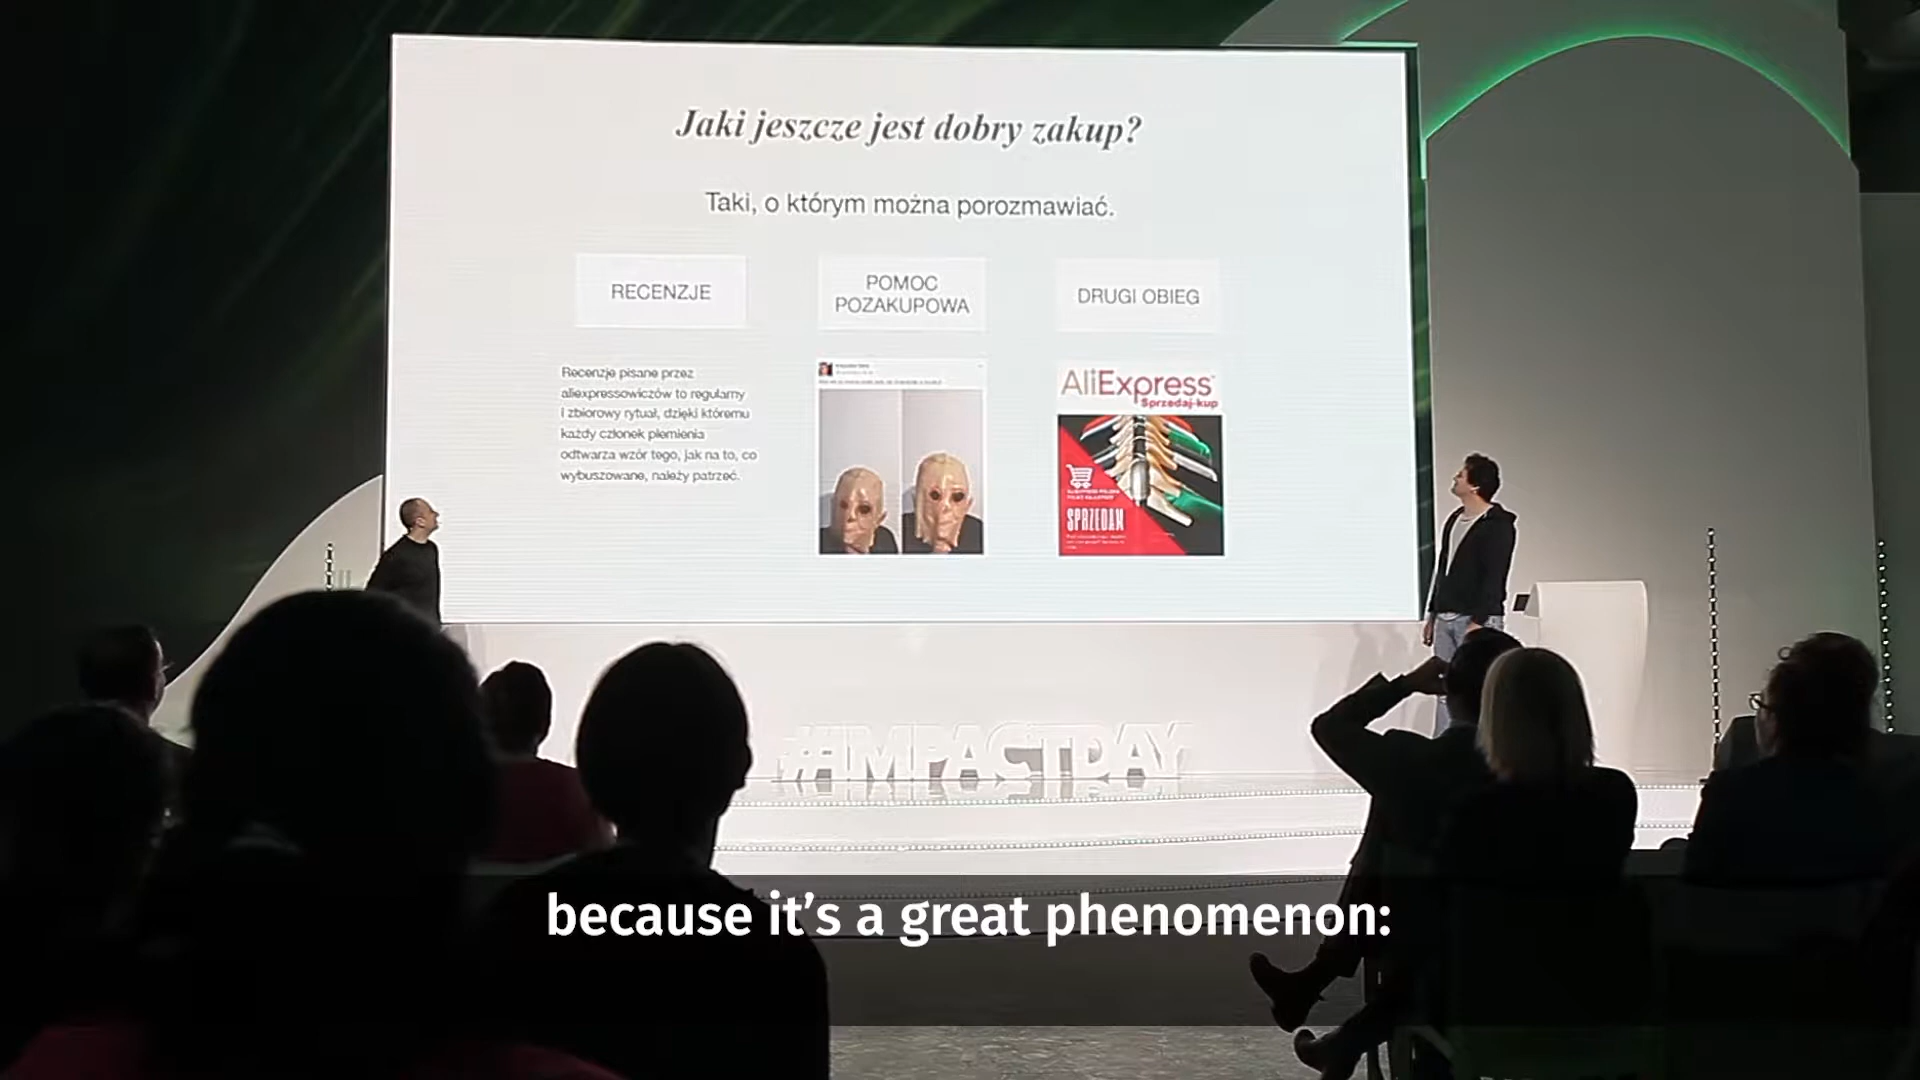 Jaki jeszcze jest dobry zakup?
Taki, o którym można porozmawiać.
RECENZJE
Recenzje pisane przez
aliexpressowiczów to regularny
i zbiorowy rytuał, dzięki któremu
każdy członek plemienia
odtwarza wzór tego, jak na to, co
wybuszowane, należy patrzeć.
POMOC
POZAKUPOWA
DRUGI OBIEG
AliExpress
Sprzedaj-kup
SPRZEDAM
#IMPACTDAY
because it’s a great phenomenon: